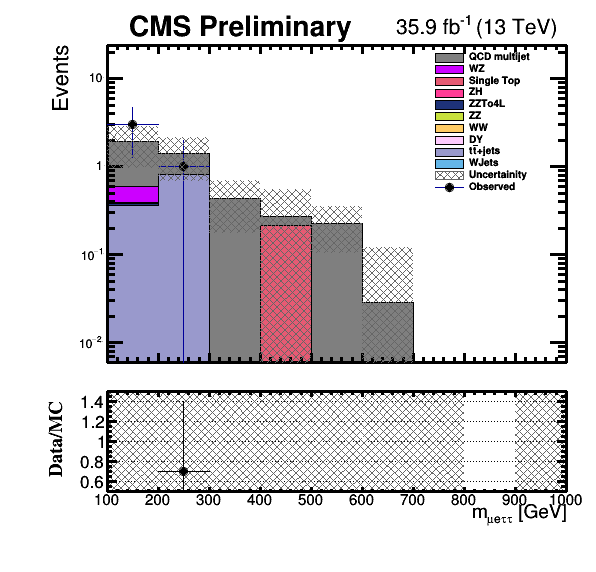 CMS Preliminary 35.9 fb⁻¹ (13 TeV)
Events
10
1
10⁻¹
10⁻²
QCD multijet
WZ
Single Top
ZH
ZZTo4L
ZZ
WW
DY
tt̄+jets
WJets
Uncertainity
Observed
Data/MC
1.4
1.2
1
0.8
0.6
100 200 300 400 500 600 700 800 900 1000
m_μeττ [GeV]